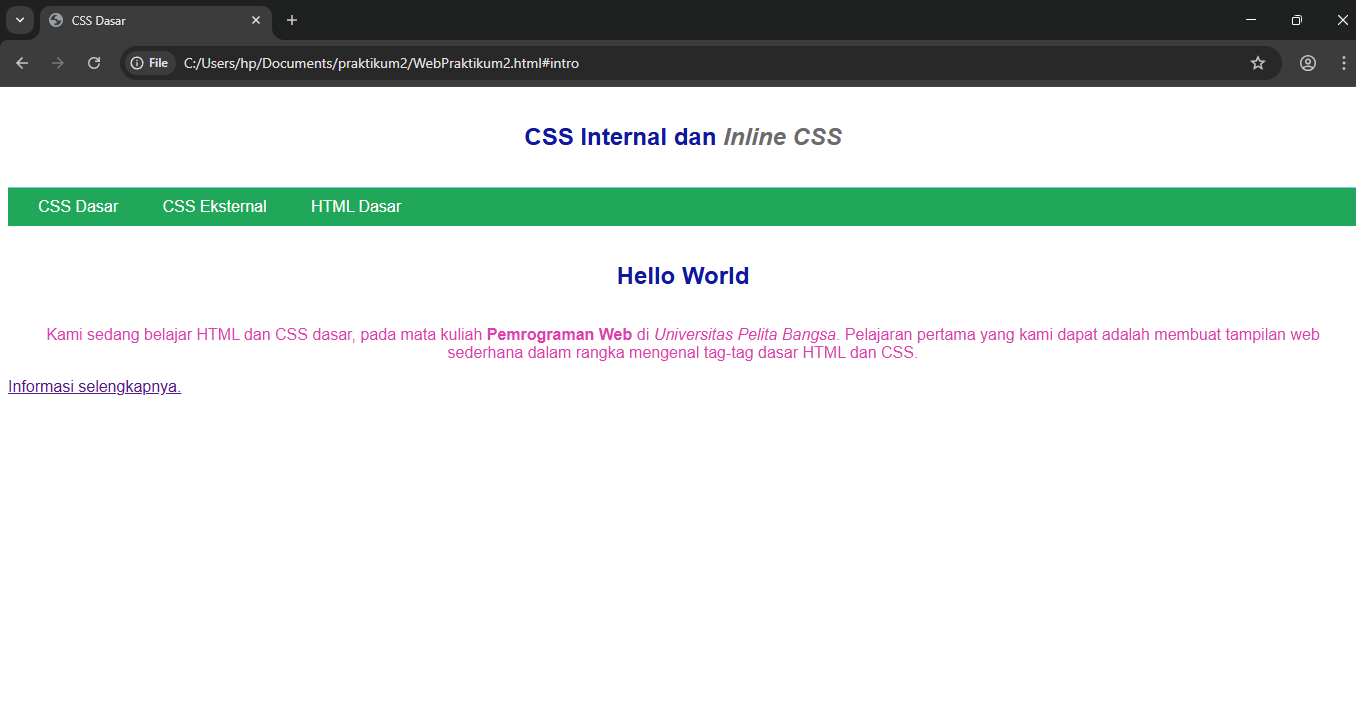 CSS Dasar
File
C:/Users/hp/Documents/praktikum2/WebPraktikum2.html#intro
CSS Internal dan Inline CSS
CSS Dasar CSS Eksternal HTML Dasar
Hello World
Kami sedang belajar HTML dan CSS dasar, pada mata kuliah Pemrograman Web di Universitas Pelita Bangsa. Pelajaran pertama yang kami dapat adalah membuat tampilan web
sederhana dalam rangka mengenal tag-tag dasar HTML dan CSS.
Informasi selengkapnya.